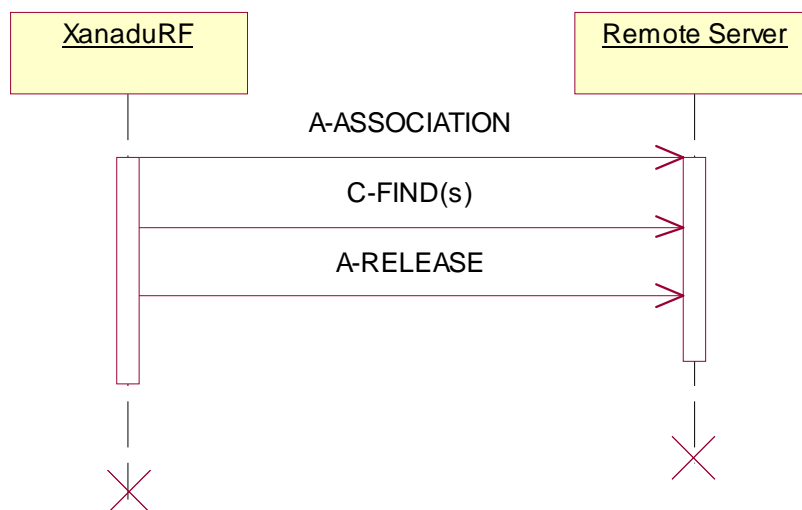 XanaduRF
Remote Server
A-ASSOCIATION
C-FIND(s)
A-RELEASE